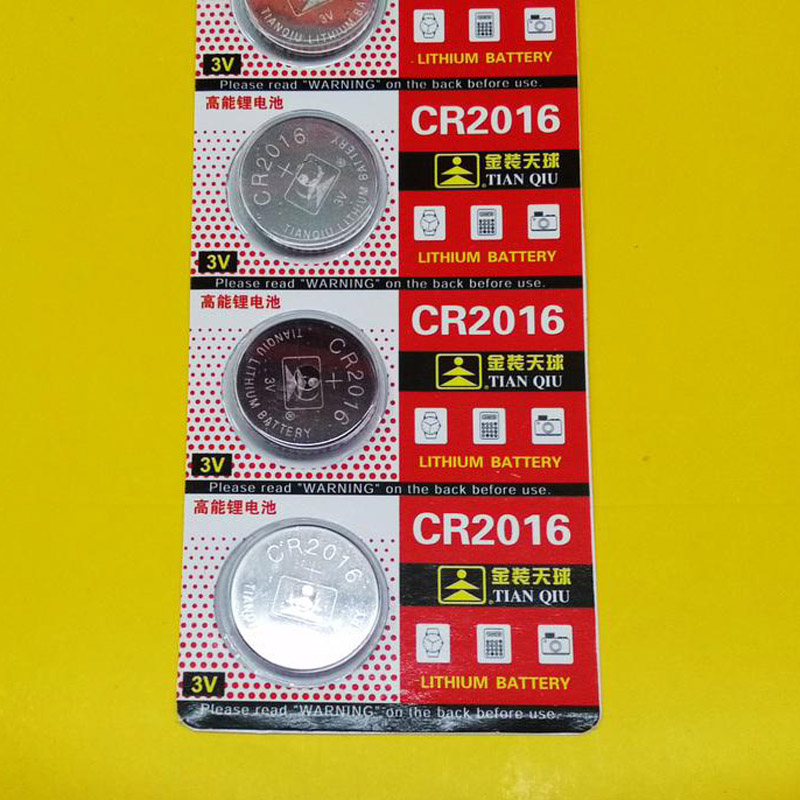 TIANQIU LITHIUM
3V
3V
LITHIUM BATTERY
Please read "WARNING" on the back before use.
高能锂电池
CR2016
CR2016
+
®
TIANQIU LITHIUM BATTERY
3V
金装天球
TIAN QIU
3V
LITHIUM BATTERY
Please read "WARNING" on the back before use.
高能锂电池
CR2016
CR2016
+
®
TIANQIU LITHIUM BATTERY
3V
金装天球
TIAN QIU
3V
LITHIUM BATTERY
Please read "WARNING" on the back before use.
高能锂电池
CR2016
CR2016
+
金装天球
TIAN QIU
3V
LITHIUM BATTERY
Please read "WARNING" on the back before use.